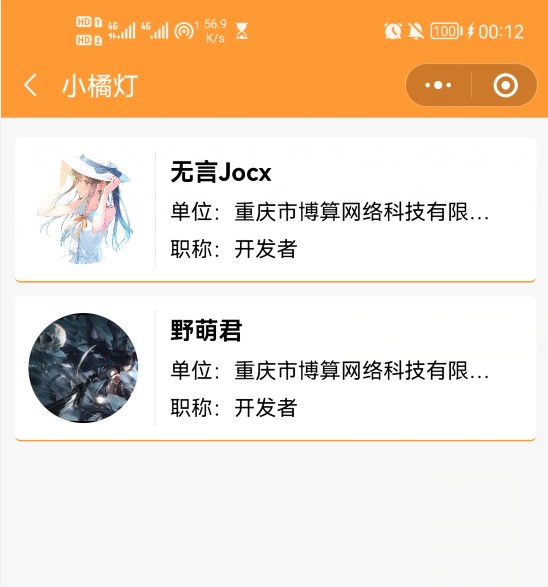 HD 1 4G 4G 1 56.9 100 00:12
HD 2 K/s
小橘灯
无言Jocx
单位：重庆市博算网络科技有限...
职称：开发者
野萌君
单位：重庆市博算网络科技有限...
职称：开发者